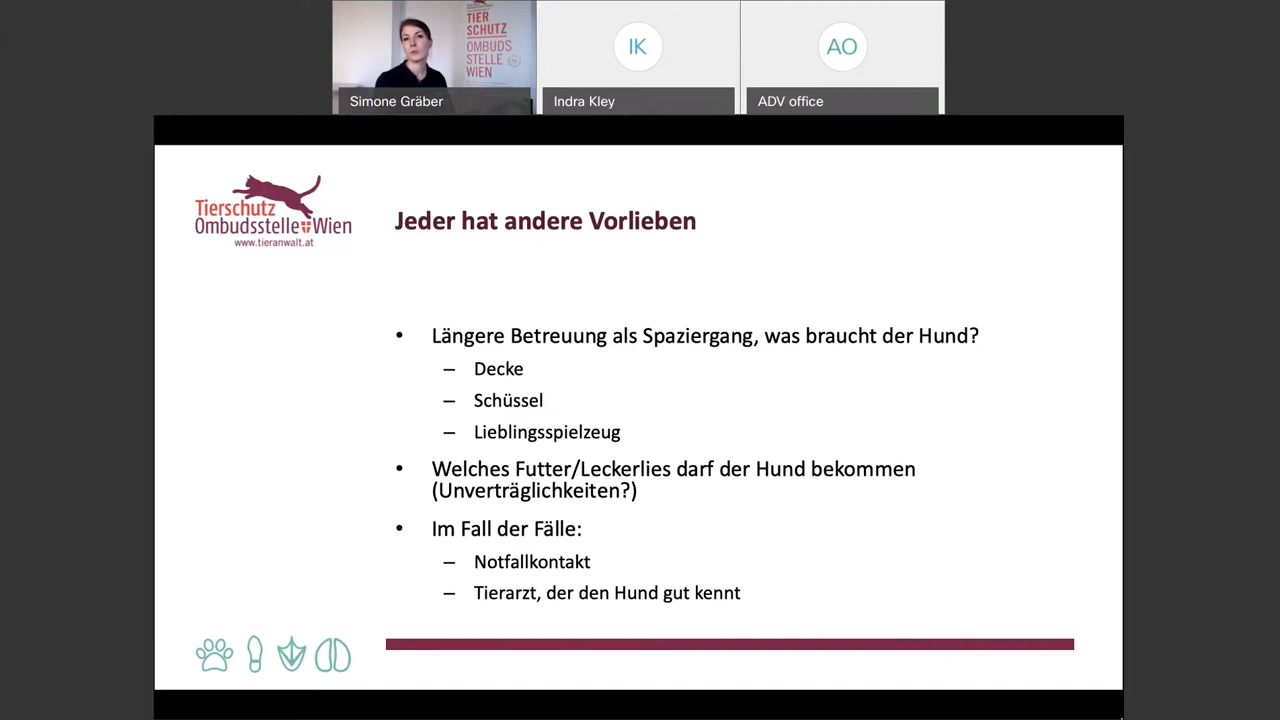 TIER
SCHUTZ
OMBUDS
STELLE
WIEN
IK
AO
Simone Gräber
Indra Kley
ADV office
Tierschutz
Ombudsstelle Wien
www.tieranwalt.at
Jeder hat andere Vorlieben
• Längere Betreuung als Spaziergang, was braucht der Hund?
– Decke
– Schüssel
– Lieblingsspielzeug
• Welches Futter/Leckerlies darf der Hund bekommen
(Unverträglichkeiten?)
• Im Fall der Fälle:
– Notfallkontakt
– Tierarzt, der den Hund gut kennt